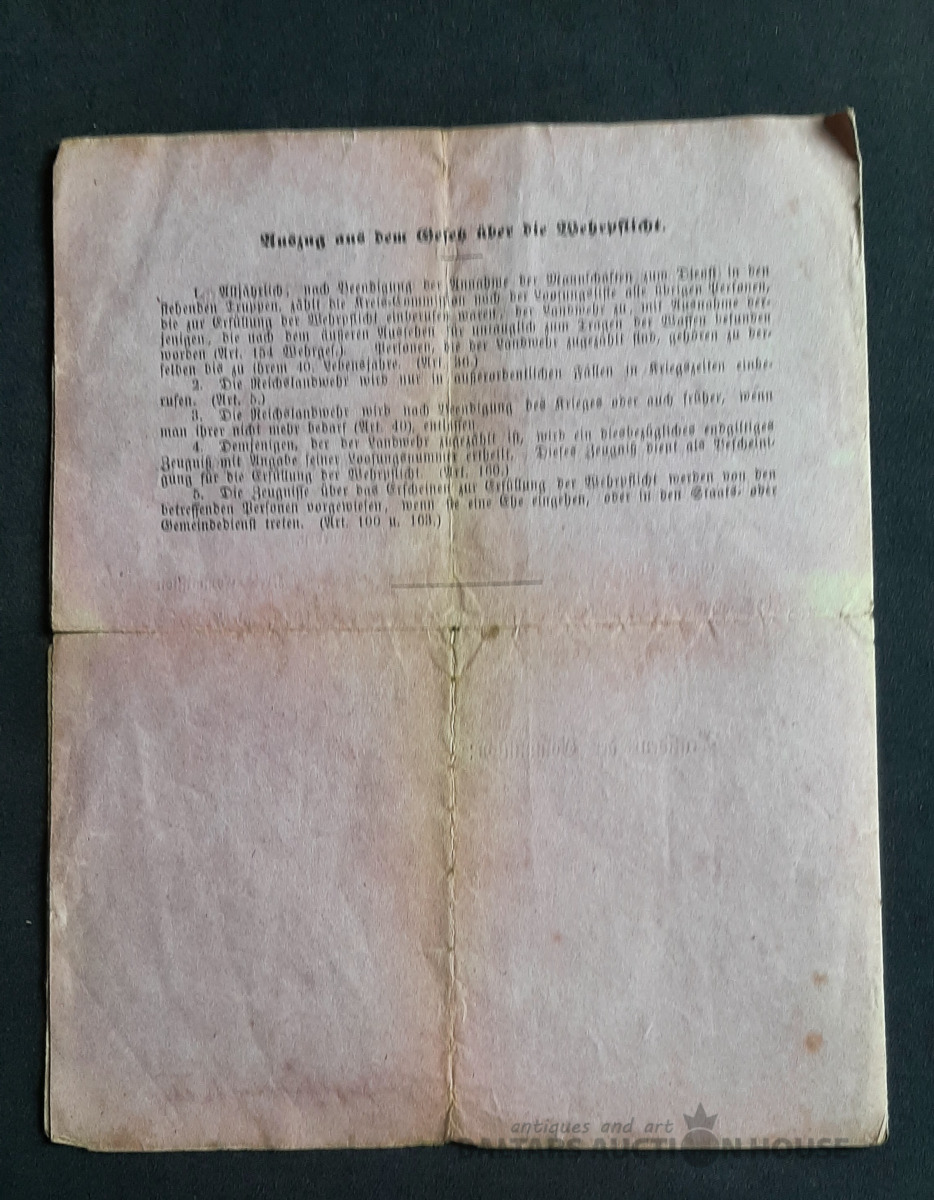 Auszug aus dem Gesetz über die Wehrpflicht.
1. Alljährlich, nach Beendigung der Annahme der Mannschaften zum Dienst in den
stehenden Truppen, zählt die Kreis-Commission nach der Loosungsliste alle übrigen Personen,
die zur Erfüllung der Wehrpflicht einberufen waren, der Landwehr zu, mit Ausnahme der-
jenigen, die nach dem äußeren Aussehen untauglich zum Tragen der Waffen befunden
worden (Art. 154 Wehrges.). Personen, die der Landwehr zugezählt sind, gehören zu der-
selben bis zu ihrem 40. Lebensjahre. (Art. 36.)
2. Die Reichslandwehr wird nur in außerordentlichen Fällen in Kriegszeiten einbe-
rufen. (Art. 5.)
3. Die Reichslandwehr wird nach Beendigung des Krieges oder auch früher, wenn
man ihrer nicht mehr bedarf (Art. 40), entlassen.
4. Demjenigen, der der Landwehr zugezählt ist, wird ein diesbezügliches endgiltiges
Zeugniß mit Angabe seiner Loosungsnummer ertheilt. Dieses Zeugniß dient als Bescheini-
gung für die Erfüllung der Wehrpflicht. (Art. 160.)
5. Die Zeugnisse über das Erscheinen zur Erfüllung der Wehrpflicht werden von den
betreffenden Personen vorgewiesen, wenn sie eine Ehe eingehen, oder in den Staats- oder
Gemeindedienst treten. (Art. 160 u. 163.)
antiques and art
BALTARS AUCTION HOUSE